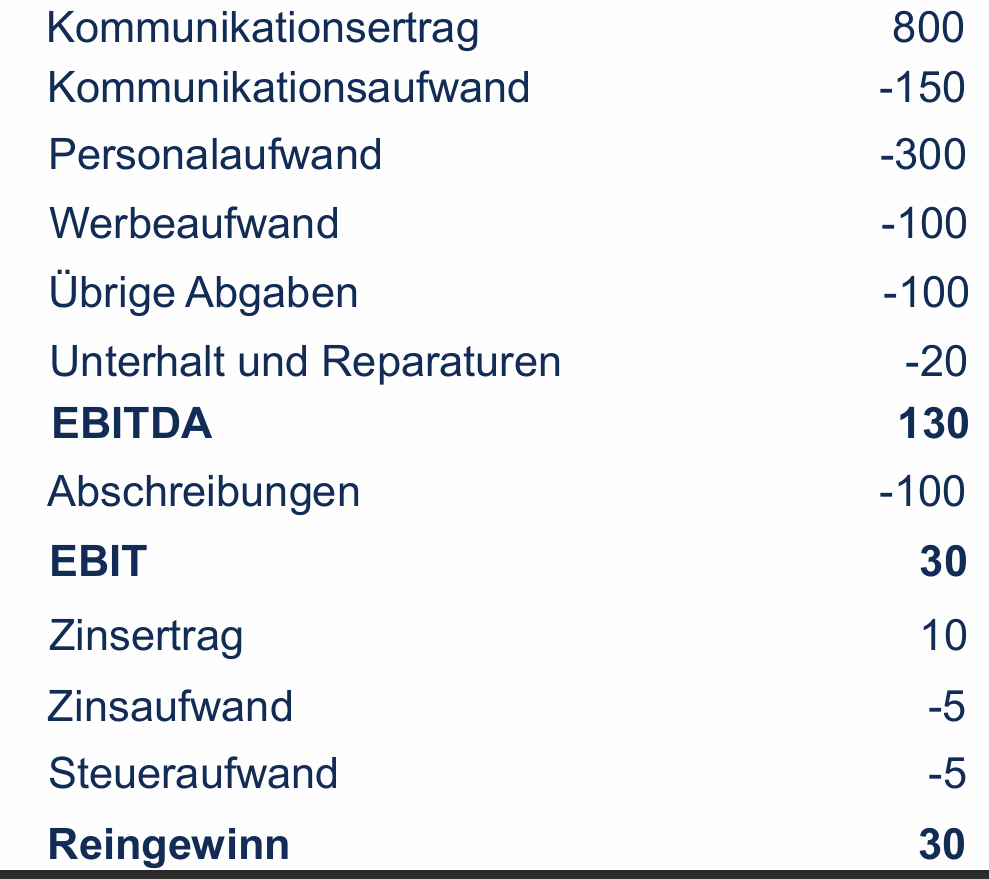 Kommunikationsertrag 800
Kommunikationsaufwand -150
Personalaufwand -300
Werbeaufwand -100
Übrige Abgaben -100
Unterhalt und Reparaturen -20
EBITDA 130
Abschreibungen -100
EBIT 30
Zinsertrag 10
Zinsaufwand -5
Steueraufwand -5
Reingewinn 30